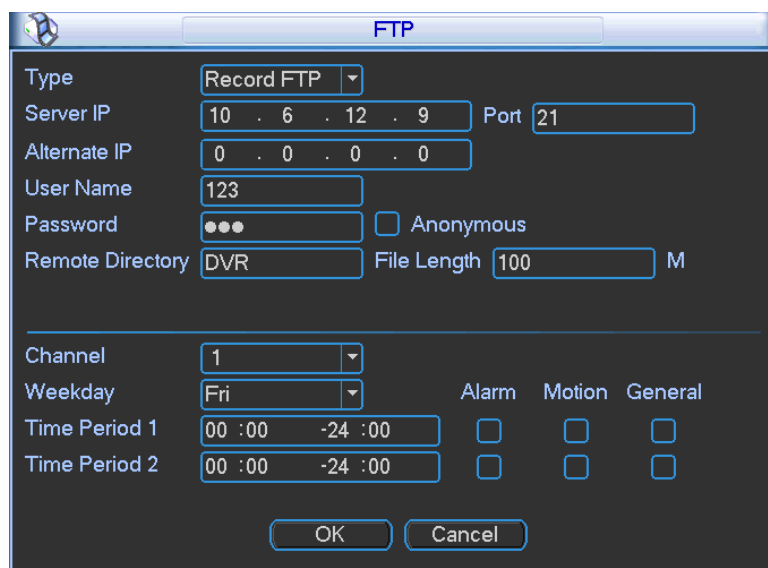 FTP
Type Record FTP
Server IP 10 . 6 . 12 . 9 Port 21
Alternate IP 0 . 0 . 0 . 0
User Name 123
Password ●●● Anonymous
Remote Directory DVR File Length 100 M
Channel 1
Weekday Fri Alarm Motion General
Time Period 1 00 :00 -24 :00
Time Period 2 00 :00 -24 :00
OK Cancel